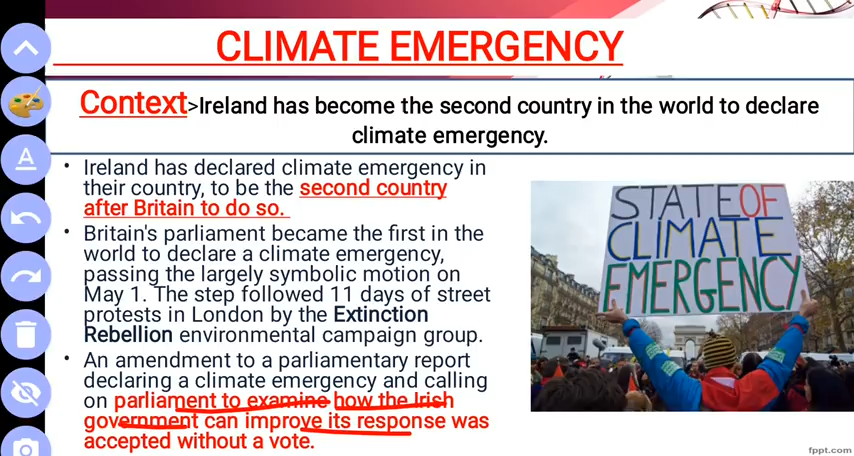 CLIMATE EMERGENCY
Context>Ireland has become the second country in the world to declare
climate emergency.
• Ireland has declared climate emergency in
their country, to be the second country
after Britain to do so.
• Britain's parliament became the first in the
world to declare a climate emergency,
passing the largely symbolic motion on
May 1. The step followed 11 days of street
protests in London by the Extinction
Rebellion environmental campaign group.
• An amendment to a parliamentary report
declaring a climate emergency and calling
on parliament to examine how the Irish
government can improve its response was
accepted without a vote.
STATE OF
CLIMATE
EMERGENCY
A
fppt.com